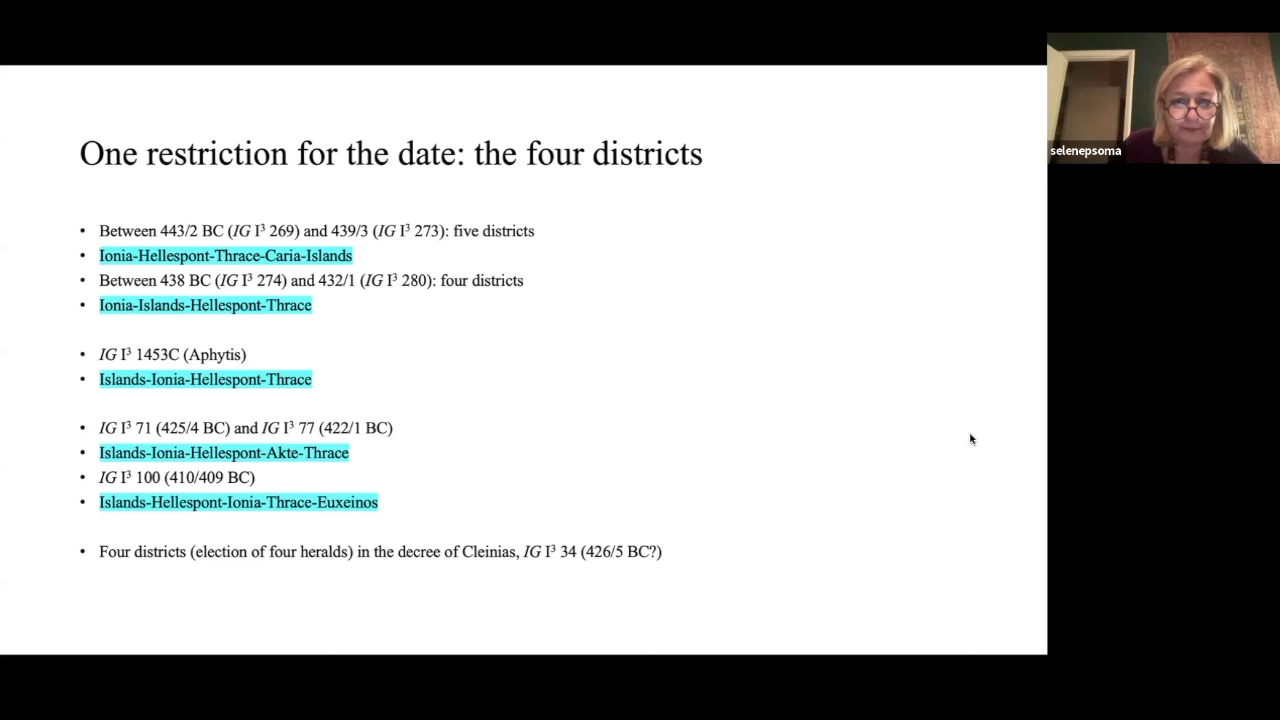 One restriction for the date: the four districts
• Between 443/2 BC (IG I³ 269) and 439/3 (IG I³ 273): five districts
• Ionia-Hellespont-Thrace-Caria-Islands
• Between 438 BC (IG I³ 274) and 432/1 (IG I³ 280): four districts
• Ionia-Islands-Hellespont-Thrace
• IG I³ 1453C (Aphytis)
• Islands-Ionia-Hellespont-Thrace
• IG I³ 71 (425/4 BC) and IG I³ 77 (422/1 BC)
• Islands-Ionia-Hellespont-Akte-Thrace
• IG I³ 100 (410/409 BC)
• Islands-Hellespont-Ionia-Thrace-Euxeinos
• Four districts (election of four heralds) in the decree of Cleinias, IG I³ 34 (426/5 BC?)
selenepsoma